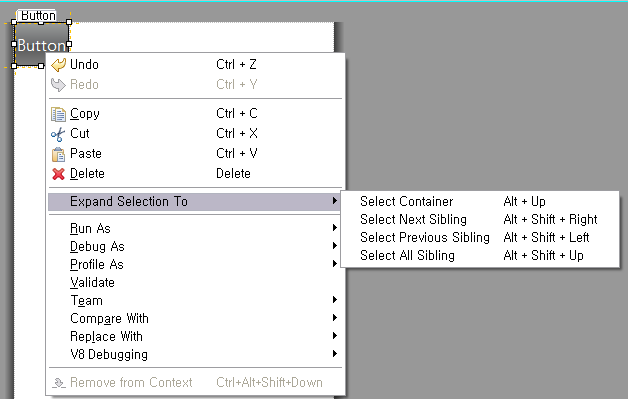 Button
Button
Undo Ctrl + Z
Redo Ctrl + Y
Copy Ctrl + C
Cut Ctrl + X
Paste Ctrl + V
Delete Delete
Expand Selection To
Select Container Alt + Up
Select Next Sibling Alt + Shift + Right
Select Previous Sibling Alt + Shift + Left
Select All Sibling Alt + Shift + Up
Run As
Debug As
Profile As
Validate
Team
Compare With
Replace With
V8 Debugging
Remove from Context Ctrl+Alt+Shift+Down